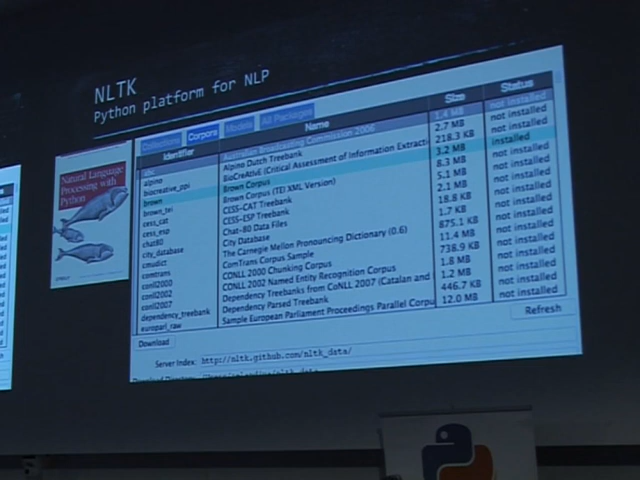 NLTK
Python platform for NLP
Natural Language
Processing with
Python
Collections Corpora Models All Packages
Identifier Name Size Status
abc Australian Broadcasting Commission 2006 1.4 MB not installed
alpino Alpino Dutch Treebank 2.7 MB not installed
biocreative_ppi BioCreAtIvE (Critical Assessment of Information Extracti 218.3 KB not installed
brown Brown Corpus 3.2 MB installed
brown_tei Brown Corpus (TEI XML Version) 8.3 MB not installed
cess_cat CESS-CAT Treebank 5.1 MB not installed
cess_esp CESS-ESP Treebank 2.1 MB not installed
chat80 Chat-80 Data Files 18.8 KB not installed
city_database City Database 1.7 KB not installed
cmudict The Carnegie Mellon Pronouncing Dictionary (0.6) 875.1 KB not installed
comtrans ComTrans Corpus Sample 11.4 MB not installed
conll2000 CONLL 2000 Chunking Corpus 738.9 KB not installed
conll2002 CONLL 2002 Named Entity Recognition Corpus 1.8 MB not installed
conll2007 Dependency Treebanks from CoNLL 2007 (Catalan and 1.2 MB not installed
dependency_treebank Dependency Parsed Treebank 446.7 KB not installed
europarl_raw Sample European Parliament Proceedings Parallel Corpu 12.0 MB not installed
Download Refresh
Server Index: http://nltk.github.com/nltk_data/